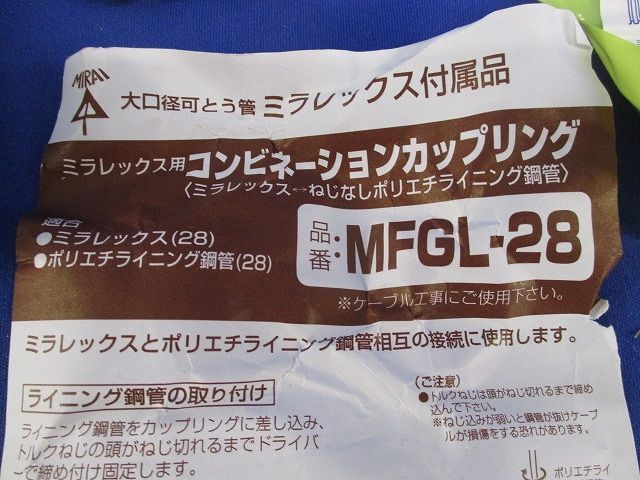 MIRAI
大口径可とう管 ミラレックス付属品
ミラレックス用コンビネーションカップリング
〈ミラレックス↔ねじなしポリエチライニング鋼管〉
適合
●ミラレックス(28)
●ポリエチライニング鋼管(28)
品番: MFGL-28
※ケーブル工事にご使用下さい。
ミラレックスとポリエチライニング鋼管相互の接続に使用します。
ライニング鋼管の取り付け
ライニング鋼管をカップリングに差し込み、
トルクねじの頭がねじ切れるまでドライバ
ーで締め付け固定します。
(ご注意)
●トルクねじは頭がねじ切れるまで締め
込んで下さい。
※ねじ込みが弱いと鋼管が抜けケーブ
ルが損傷をする恐れがあります。
ポリエチライ